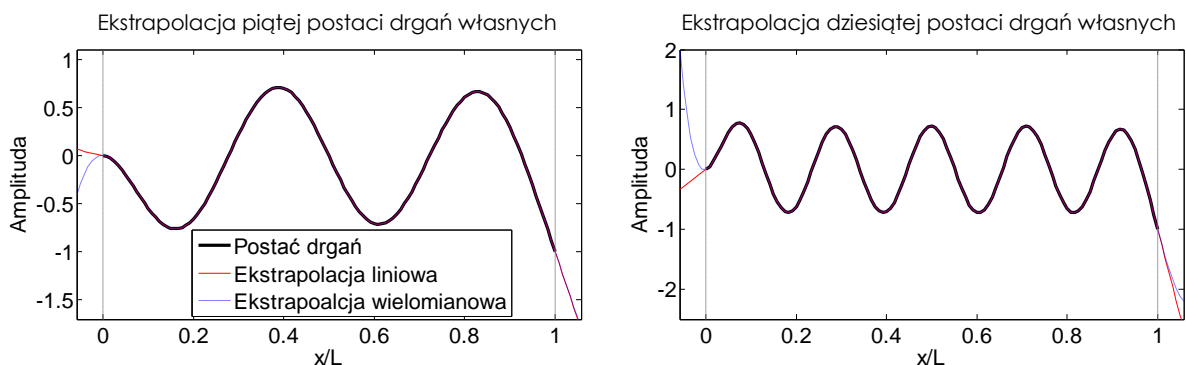 Ekstrapolacja piątej postaci drgań własnych
1
0.5
0
-0.5
-1
-1.5
Amplituda
Postać drgań
Ekstrapolacja liniowa
Ekstrapoalcja wielomianowa
0 0.2 0.4 0.6 0.8 1
x/L
Ekstrapolacja dziesiątej postaci drgań własnych
2
1
0
-1
-2
Amplituda
0 0.2 0.4 0.6 0.8 1
x/L